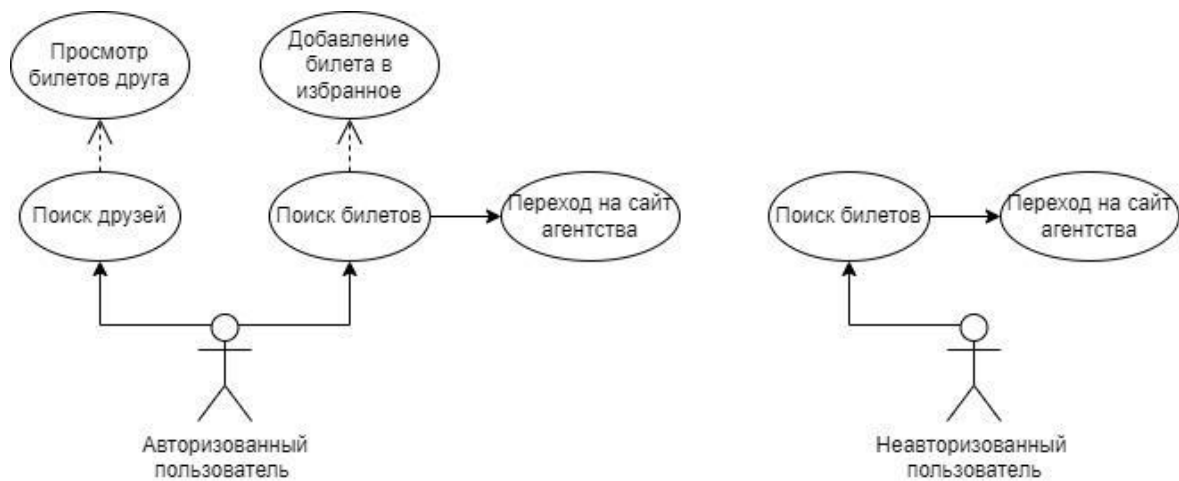 Просмотр
билетов друга
Добавление
билета в
избранное
Поиск друзей
Поиск билетов
Переход на сайт
агентства
Поиск билетов
Переход на сайт
агентства
Авторизованный
пользователь
Неавторизованный
пользователь